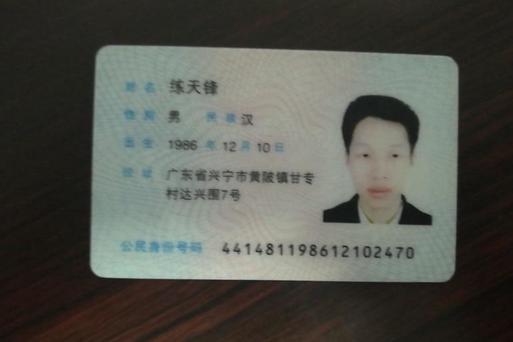 姓名 练天锋
性别 男 民族 汉
出生 1986 年 12 月 10 日
住址 广东省兴宁市黄陂镇甘专
村达兴围7号
公民身份号码 441481198612102470